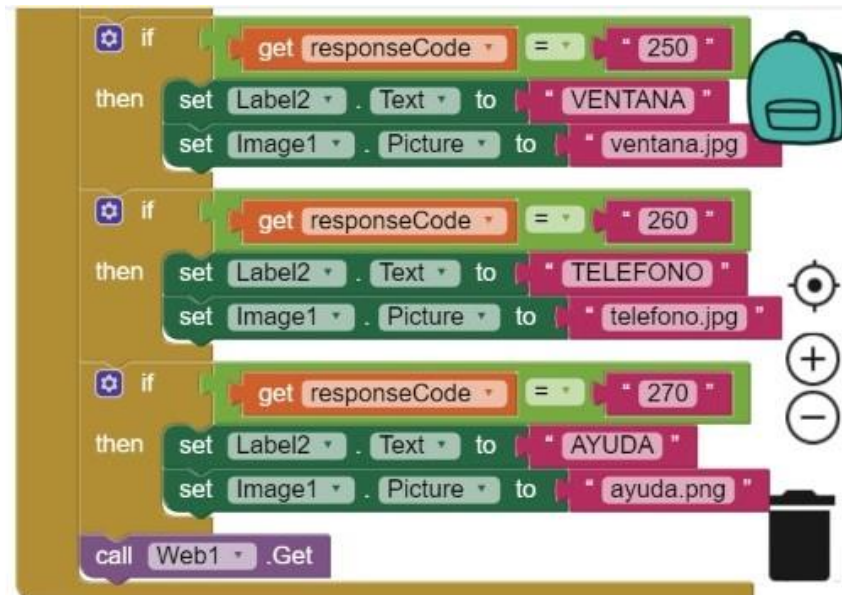 if get responseCode = " 250 "
then set Label2 . Text to " VENTANA "
set Image1 . Picture to " ventana.jpg
if get responseCode = " 260 "
then set Label2 . Text to " TELEFONO "
set Image1 . Picture to " telefono.jpg "
if get responseCode = " 270 "
then set Label2 . Text to " AYUDA "
set Image1 . Picture to " ayuda.png "
call Web1 .Get